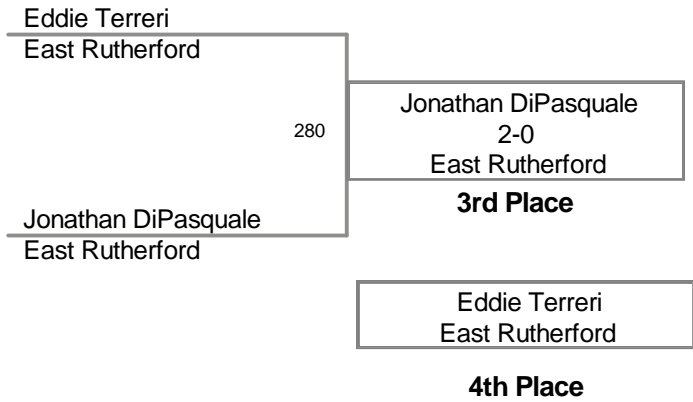 Eddie Terreri
East Rutherford
280
Jonathan DiPasquale
2-0
East Rutherford
3rd Place
Jonathan DiPasquale
East Rutherford
Eddie Terreri
East Rutherford
4th Place